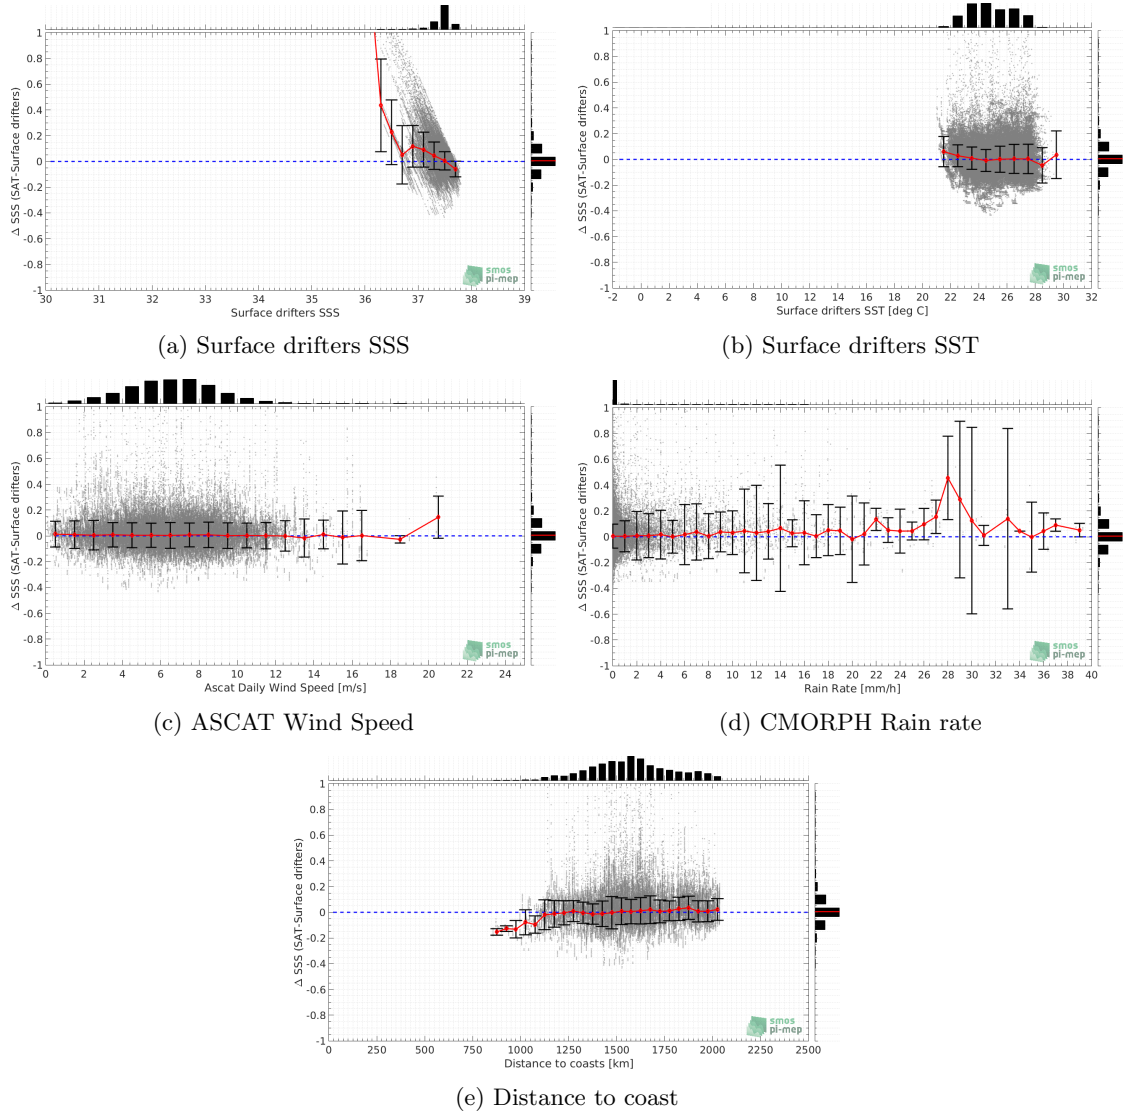 1
0.8
0.6
0.4
0.2
0
-0.2
-0.4
-0.6
-0.8
-1
Δ SSS (SAT-Surface drifters)
30 31 32 33 34 35 36 37 38 39
Surface drifters SSS
smos
pi-mep
(a) Surface drifters SSS
1
0.8
0.6
0.4
0.2
0
-0.2
-0.4
-0.6
-0.8
-1
Δ SSS (SAT-Surface drifters)
-2 0 2 4 6 8 10 12 14 16 18 20 22 24 26 28 30 32
Surface drifters SST [deg C]
smos
pi-mep
(b) Surface drifters SST
1
0.8
0.6
0.4
0.2
0
-0.2
-0.4
-0.6
-0.8
-1
Δ SSS (SAT-Surface drifters)
0 2 4 6 8 10 12 14 16 18 20 22 24
Ascat Daily Wind Speed [m/s]
smos
pi-mep
(c) ASCAT Wind Speed
1
0.8
0.6
0.4
0.2
0
-0.2
-0.4
-0.6
-0.8
-1
Δ SSS (SAT-Surface drifters)
0 2 4 6 8 10 12 14 16 18 20 22 24 26 28 30 32 34 36 38 40
Rain Rate [mm/h]
smos
pi-mep
(d) CMORPH Rain rate
1
0.8
0.6
0.4
0.2
0
-0.2
-0.4
-0.6
-0.8
-1
Δ SSS (SAT-Surface drifters)
0 250 500 750 1000 1250 1500 1750 2000 2250 2500
Distance to coasts [km]
smos
pi-mep
(e) Distance to coast